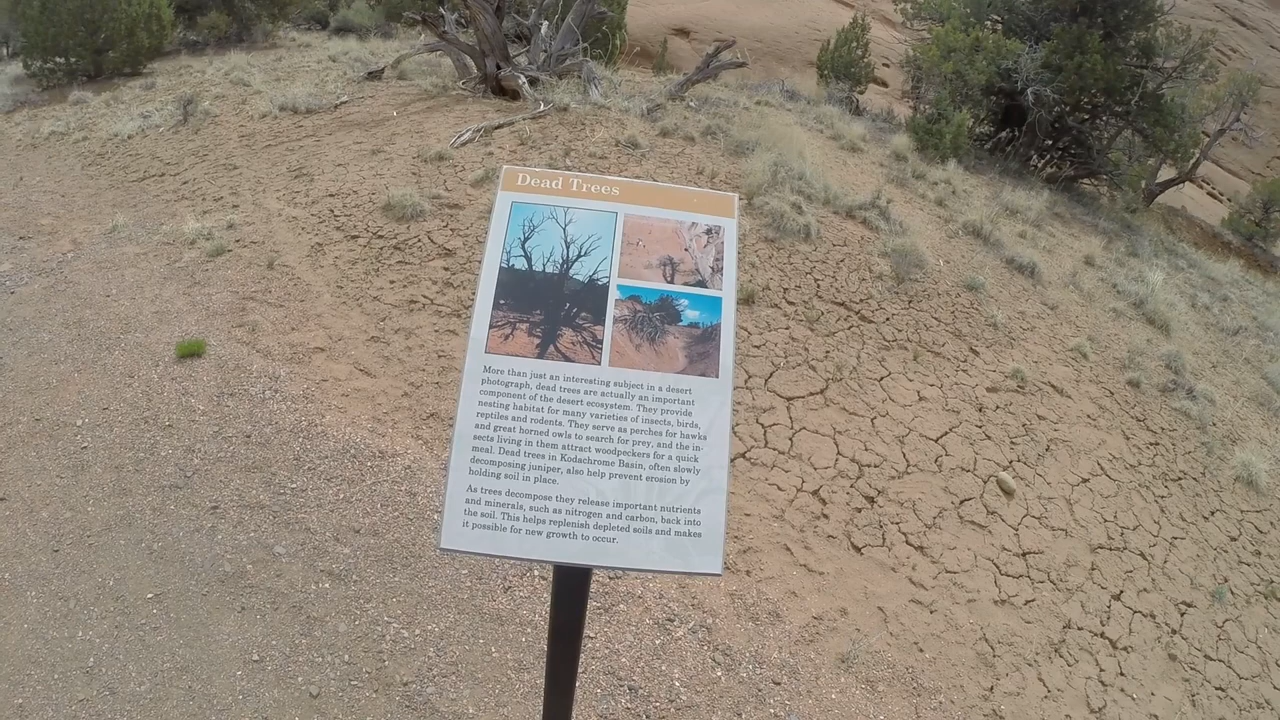 Dead Trees
More than just an interesting subject in a desert
photograph, dead trees are actually an important
component of the desert ecosystem. They provide
nesting habitat for many varieties of insects, birds,
reptiles and rodents. They serve as perches for hawks
and great horned owls to search for prey, and the in-
sects living in them attract woodpeckers for a quick
meal. Dead trees in Kodachrome Basin, often slowly
decomposing juniper, also help prevent erosion by
holding soil in place.
As trees decompose they release important nutrients
and minerals, such as nitrogen and carbon, back into
the soil. This helps replenish depleted soils and makes
it possible for new growth to occur.